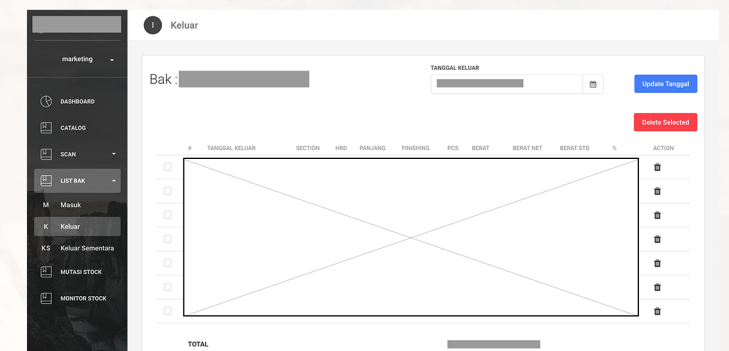 I Keluar
marketing
DASHBOARD
CATALOG
SCAN
LIST BAK
M Masuk
K Keluar
KS Keluar Sementara
MUTASI STOCK
MONITOR STOCK
Bak :
TANGGAL KELUAR
Update Tanggal
Delete Selected
# TANGGAL KELUAR SECTION HRD PANJANG FINISHING PCS BERAT BERAT NET BERAT STD % ACTION
TOTAL